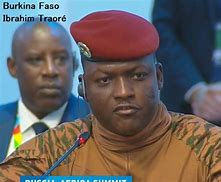 Burkina Faso
Ibrahim Traoré
RUSSIA-AFRICA SUMMIT